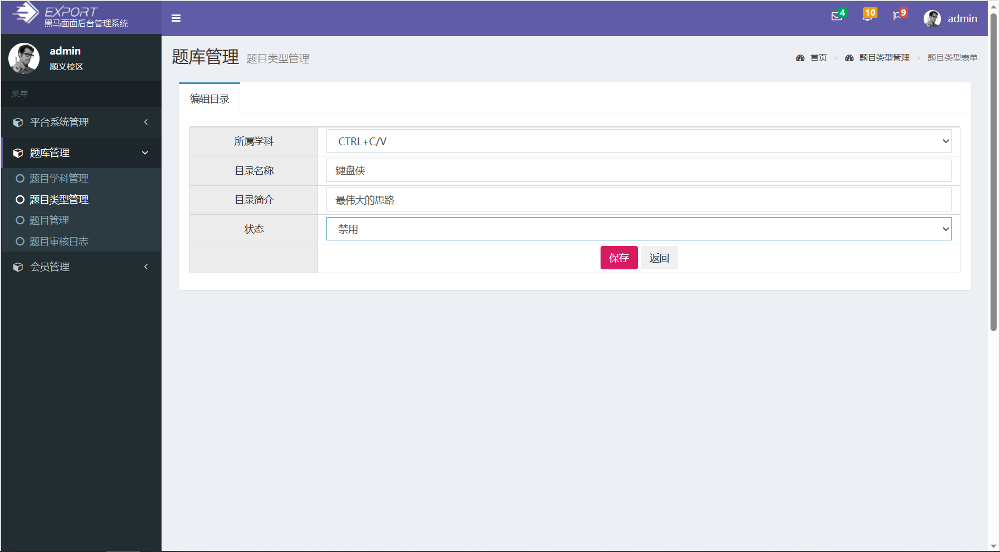 EXPORT
黑马面面后台管理系统
4
10
9
admin
admin
顺义校区
菜单
平台系统管理
题库管理
题目学科管理
题目类型管理
题目管理
题目审核日志
会员管理
题库管理 题目类型管理
首页 > 题目类型管理 > 题目类型表单
编辑目录
所属学科 CTRL+C/V
目录名称 键盘侠
目录简介 最伟大的思路
状态 禁用
保存 返回